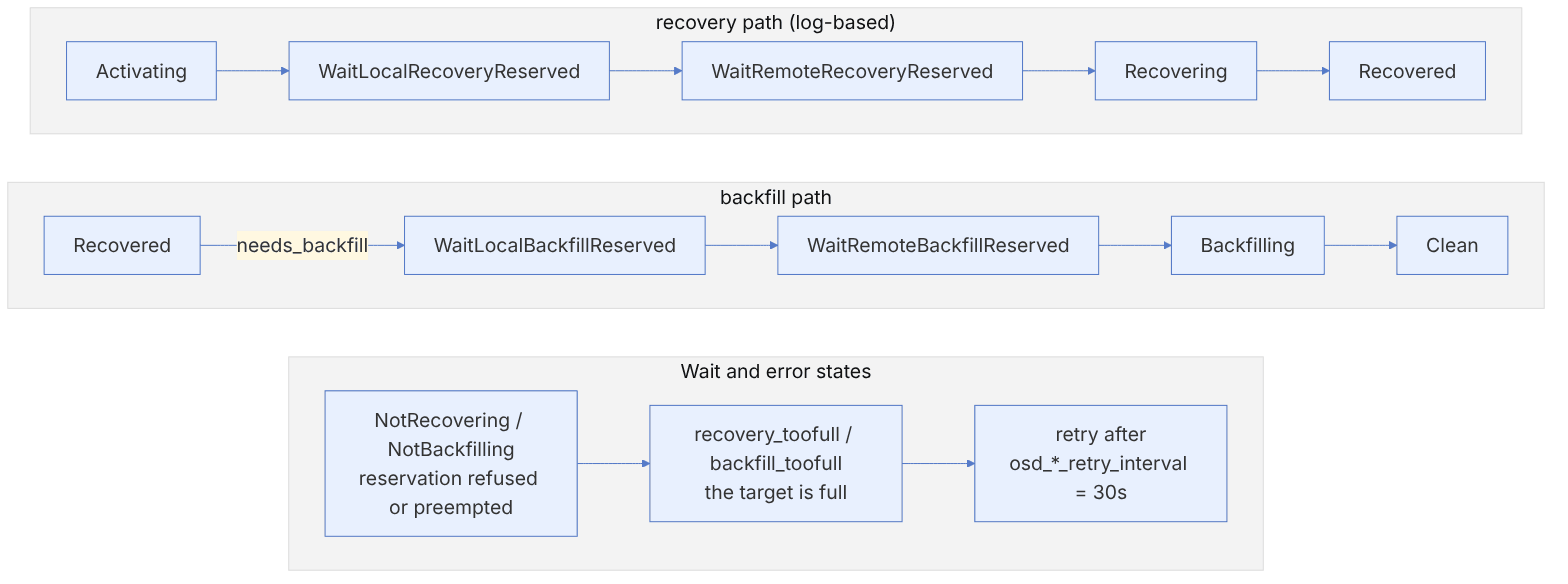 recovery path (log-based)
Activating
WaitLocalRecoveryReserved
WaitRemoteRecoveryReserved
Recovering
Recovered
backfill path
Recovered
needs_backfill
WaitLocalBackfillReserved
WaitRemoteBackfillReserved
Backfilling
Clean
Wait and error states
NotRecovering /
NotBackfilling
reservation refused
or preempted
recovery_toofull /
backfill_toofull
the target is full
retry after
osd_*_retry_interval
= 30s